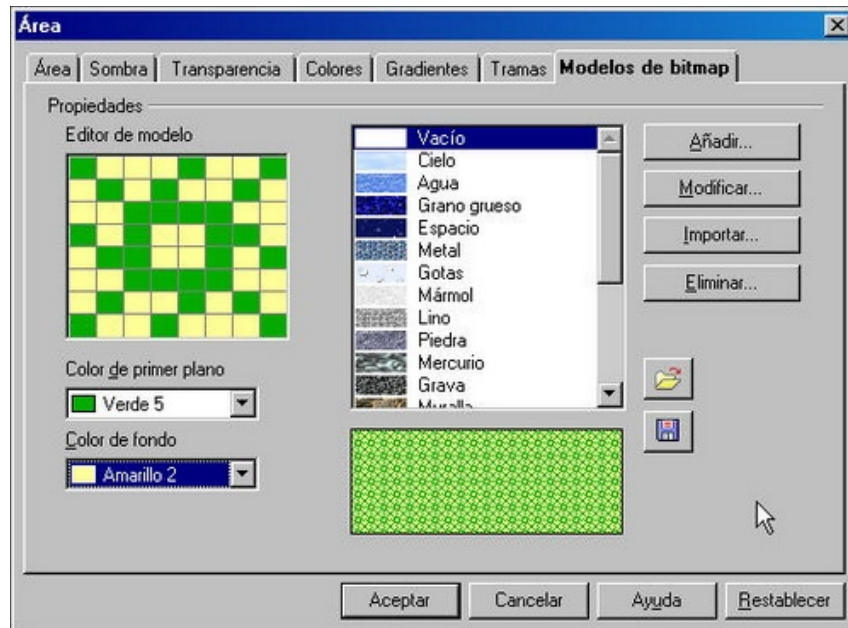 Área
Área Sombra Transparencia Colores Gradientes Tramas Modelos de bitmap
Propiedades
Editor de modelo
Vacío
Cielo
Agua
Grano grueso
Espacio
Metal
Gotas
Mármol
Lino
Piedra
Mercurio
Grava
Muralla
Añadir...
Modificar...
Importar...
Eliminar...
Color de primer plano
Verde 5
Color de fondo
Amarillo 2
Aceptar Cancelar Ayuda Restablecer